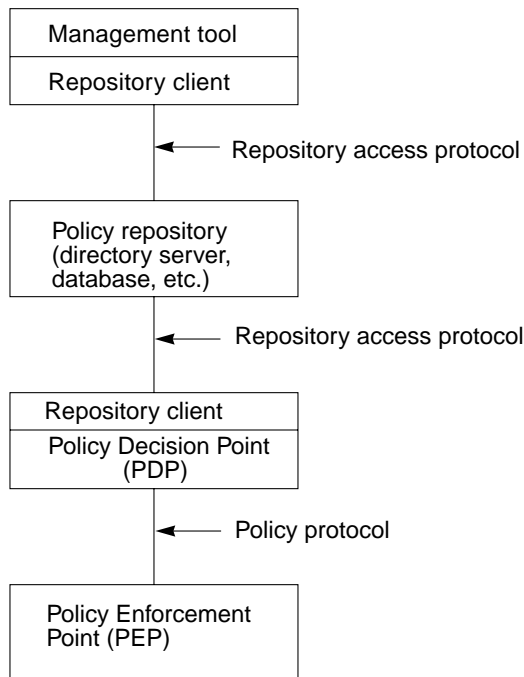 Management tool
Repository client
Repository access protocol
Policy repository
(directory server,
database, etc.)
Repository access protocol
Repository client
Policy Decision Point
(PDP)
Policy protocol
Policy Enforcement
Point (PEP)